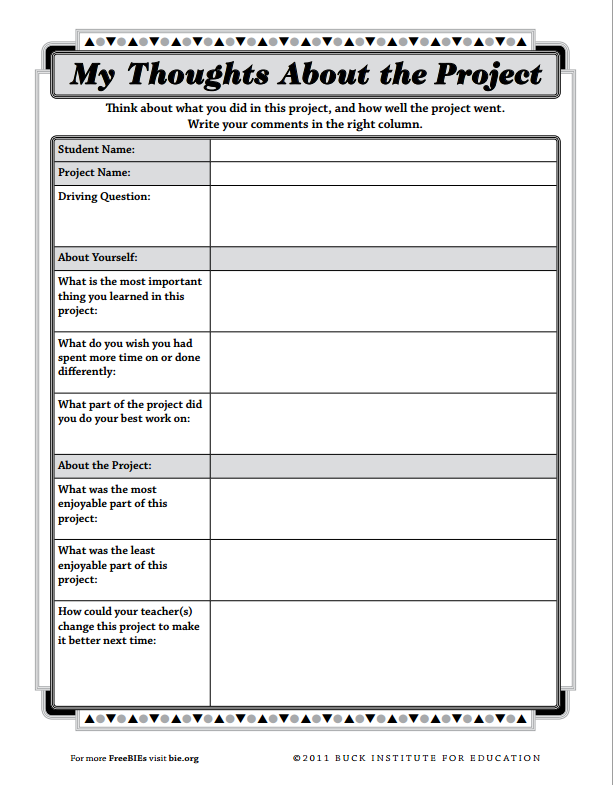 My Thoughts About the Project
Think about what you did in this project, and how well the project went.
Write your comments in the right column.
Student Name:
Project Name:
Driving Question:
About Yourself:
What is the most important
thing you learned in this
project:
What do you wish you had
spent more time on or done
differently:
What part of the project did
you do your best work on:
About the Project:
What was the most
enjoyable part of this
project:
What was the least
enjoyable part of this
project:
How could your teacher(s)
change this project to make
it better next time:
For more FreeBIEs visit bie.org
©2011 BUCK INSTITUTE FOR EDUCATION